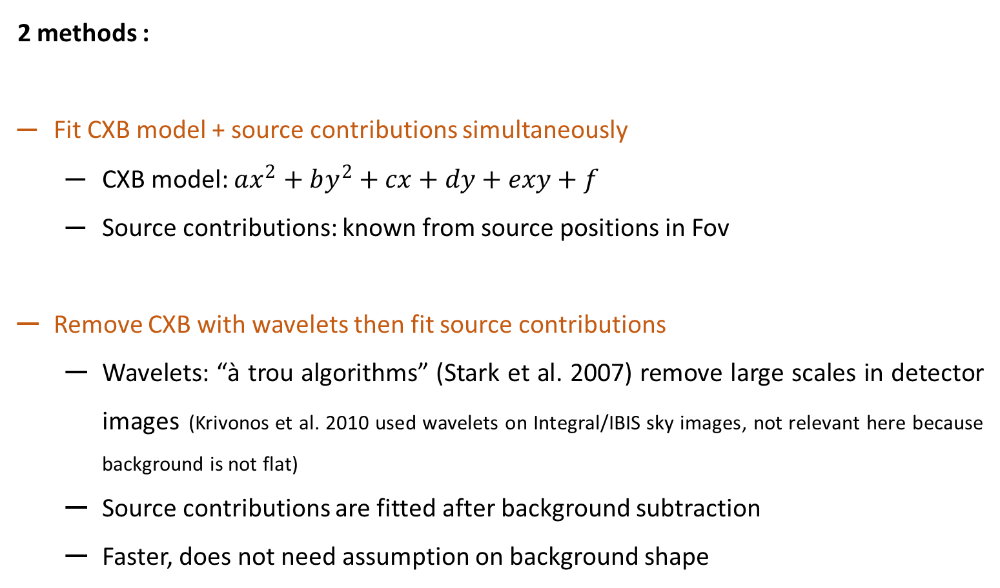 2 methods :
— Fit CXB model + source contributions simultaneously
— CXB model: 𝑎𝑥² + 𝑏𝑦² + 𝑐𝑥 + 𝑑𝑦 + 𝑒𝑥𝑦 + 𝑓
— Source contributions: known from source positions in Fov
— Remove CXB with wavelets then fit source contributions
— Wavelets: “à trou algorithms” (Stark et al. 2007) remove large scales in detector
images (Krivonos et al. 2010 used wavelets on Integral/IBIS sky images, not relevant here because
background is not flat)
— Source contributions are fitted after background subtraction
— Faster, does not need assumption on background shape